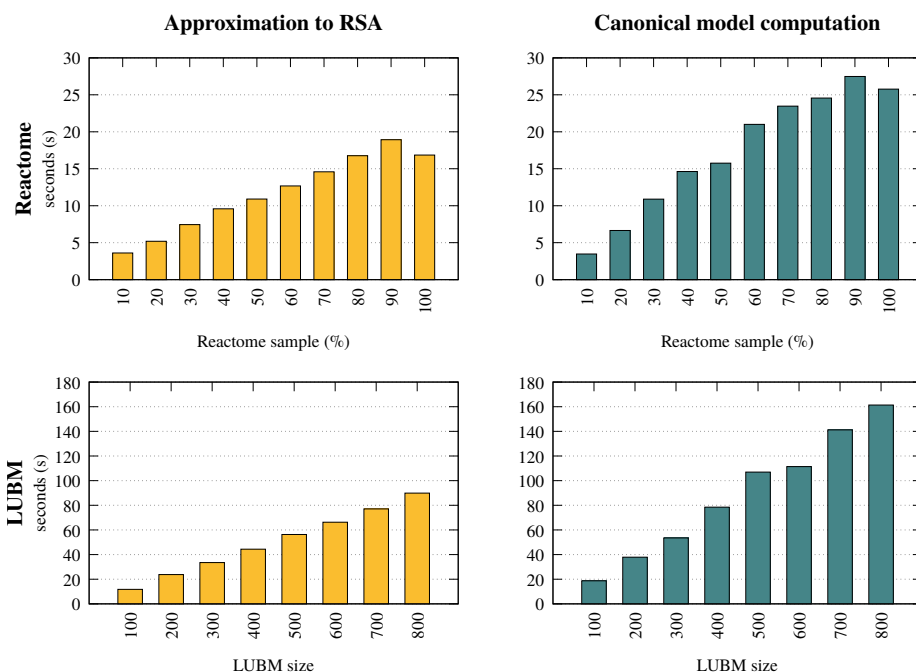 Approximation to RSA
Canonical model computation
Reactome
seconds (s)
30
25
20
15
10
5
0
10 20 30 40 50 60 70 80 90 100
Reactome sample (%)
30
25
20
15
10
5
0
10 20 30 40 50 60 70 80 90 100
Reactome sample (%)
LUBM
seconds (s)
180
160
140
120
100
80
60
40
20
0
100 200 300 400 500 600 700 800
LUBM size
180
160
140
120
100
80
60
40
20
0
100 200 300 400 500 600 700 800
LUBM size